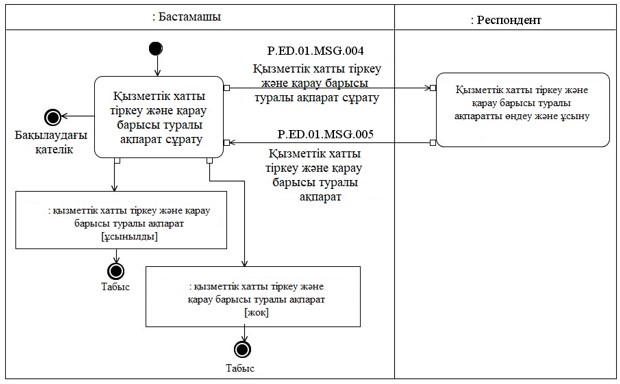 : Бастамашы
: Респондент
P.ED.01.MSG.004
Қызметтік хатты тіркеу
және қарау барысы
туралы ақпарат сұрату
Қызметтік хатты
тіркеу және қарау
барысы туралы
ақпарат сұрату
Қызметтік хатты тіркеу және
қарау барысы туралы
ақпаратты өңдеу және ұсыну
Бақылаудағы
қателік
P.ED.01.MSG.005
Қызметтік хатты
тіркеу және қарау
барысы туралы
ақпарат
: қызметтік хатты тіркеу және қарау
барысы туралы ақпарат
[ұсынылды]
Табыс
: қызметтік хатты тіркеу және
қарау барысы туралы ақпарат
[жоқ]
Табыс